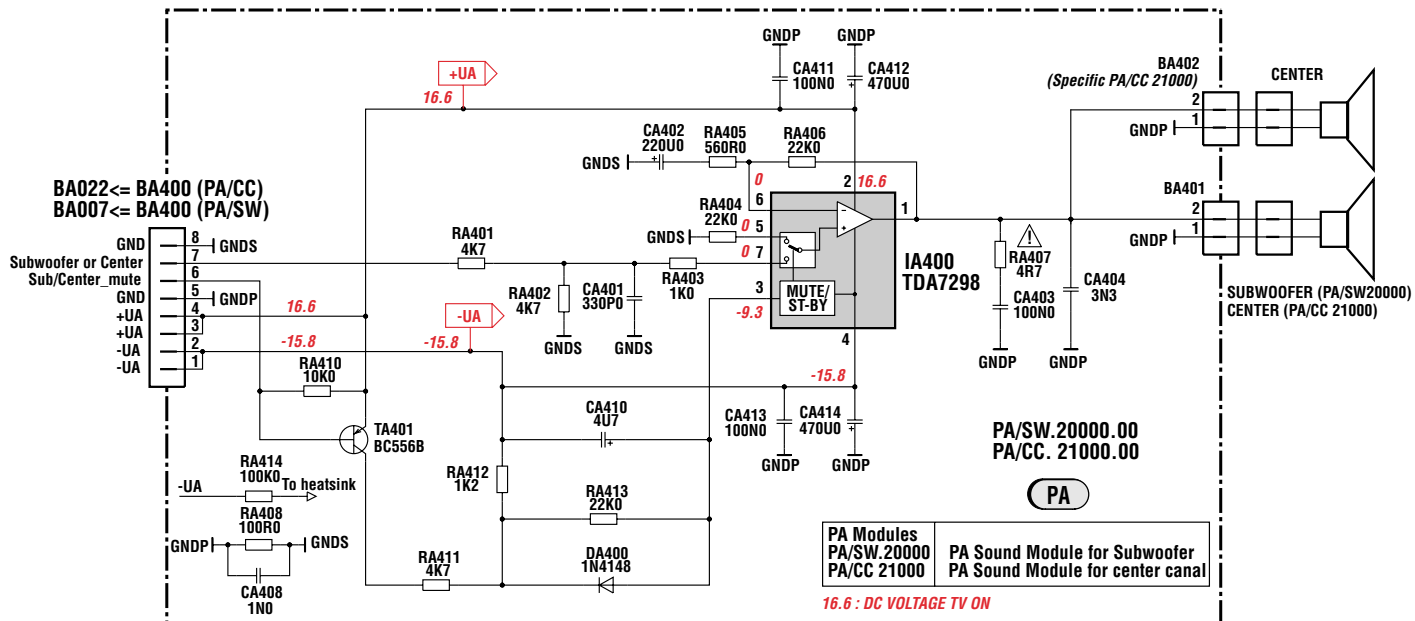 GNDP
GNDP
CA411
100N0
CA412
470U0
BA402
(Specific PA/CC 21000)
CENTER
+UA
16.6
2
1
GNDP
CA402
220U0
RA405
560R0
RA406
22K0
GNDS
0
2
16.6
BA022<= BA400 (PA/CC)
BA007<= BA400 (PA/SW)
BA401
6
RA404
22K0
1
2
1
GNDP
GNDS
0
5
0
7
GND
8
GNDS
Subwoofer or Center
7
Sub/Center_mute
6
GND
5
GNDP
+UA
4
+UA
3
-UA
2
-UA
1
16.6
-15.8
RA401
4K7
RA402
4K7
CA401
330P0
RA403
1K0
GNDS
GNDS
-UA
-15.8
3
-9.3
MUTE/
ST-BY
4
IA400
TDA7298
RA407
4R7
CA403
100N0
GNDP
CA404
3N3
GNDP
SUBWOOFER (PA/SW20000)
CENTER (PA/CC 21000)
-15.8
RA410
10K0
TA401
BC556B
CA410
4U7
CA413
100N0
CA414
470U0
GNDP
GNDP
RA412
1K2
RA413
22K0
RA411
4K7
DA400
1N4148
-UA
RA414
100K0
To heatsink
GNDP
RA408
100R0
GNDS
CA408
1N0
PA/SW.20000.00
PA/CC. 21000.00
PA
PA Modules
PA/SW.20000 PA Sound Module for Subwoofer
PA/CC 21000 PA Sound Module for center canal
16.6 : DC VOLTAGE TV ON